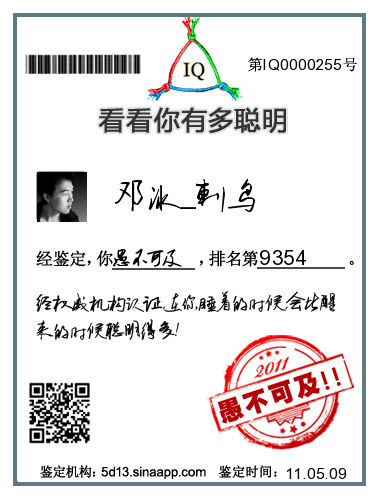 IQ
第IQ0000255号
看看你有多聪明
邓冰_刺鸟
经鉴定，你愚不可及，排名第9354。
经权威机构认证，在你睡着的时候会比醒
来的时候聪明得多！
2011
愚不可及！！
鉴定机构：5d13.sinaapp.com 鉴定时间：11.05.09